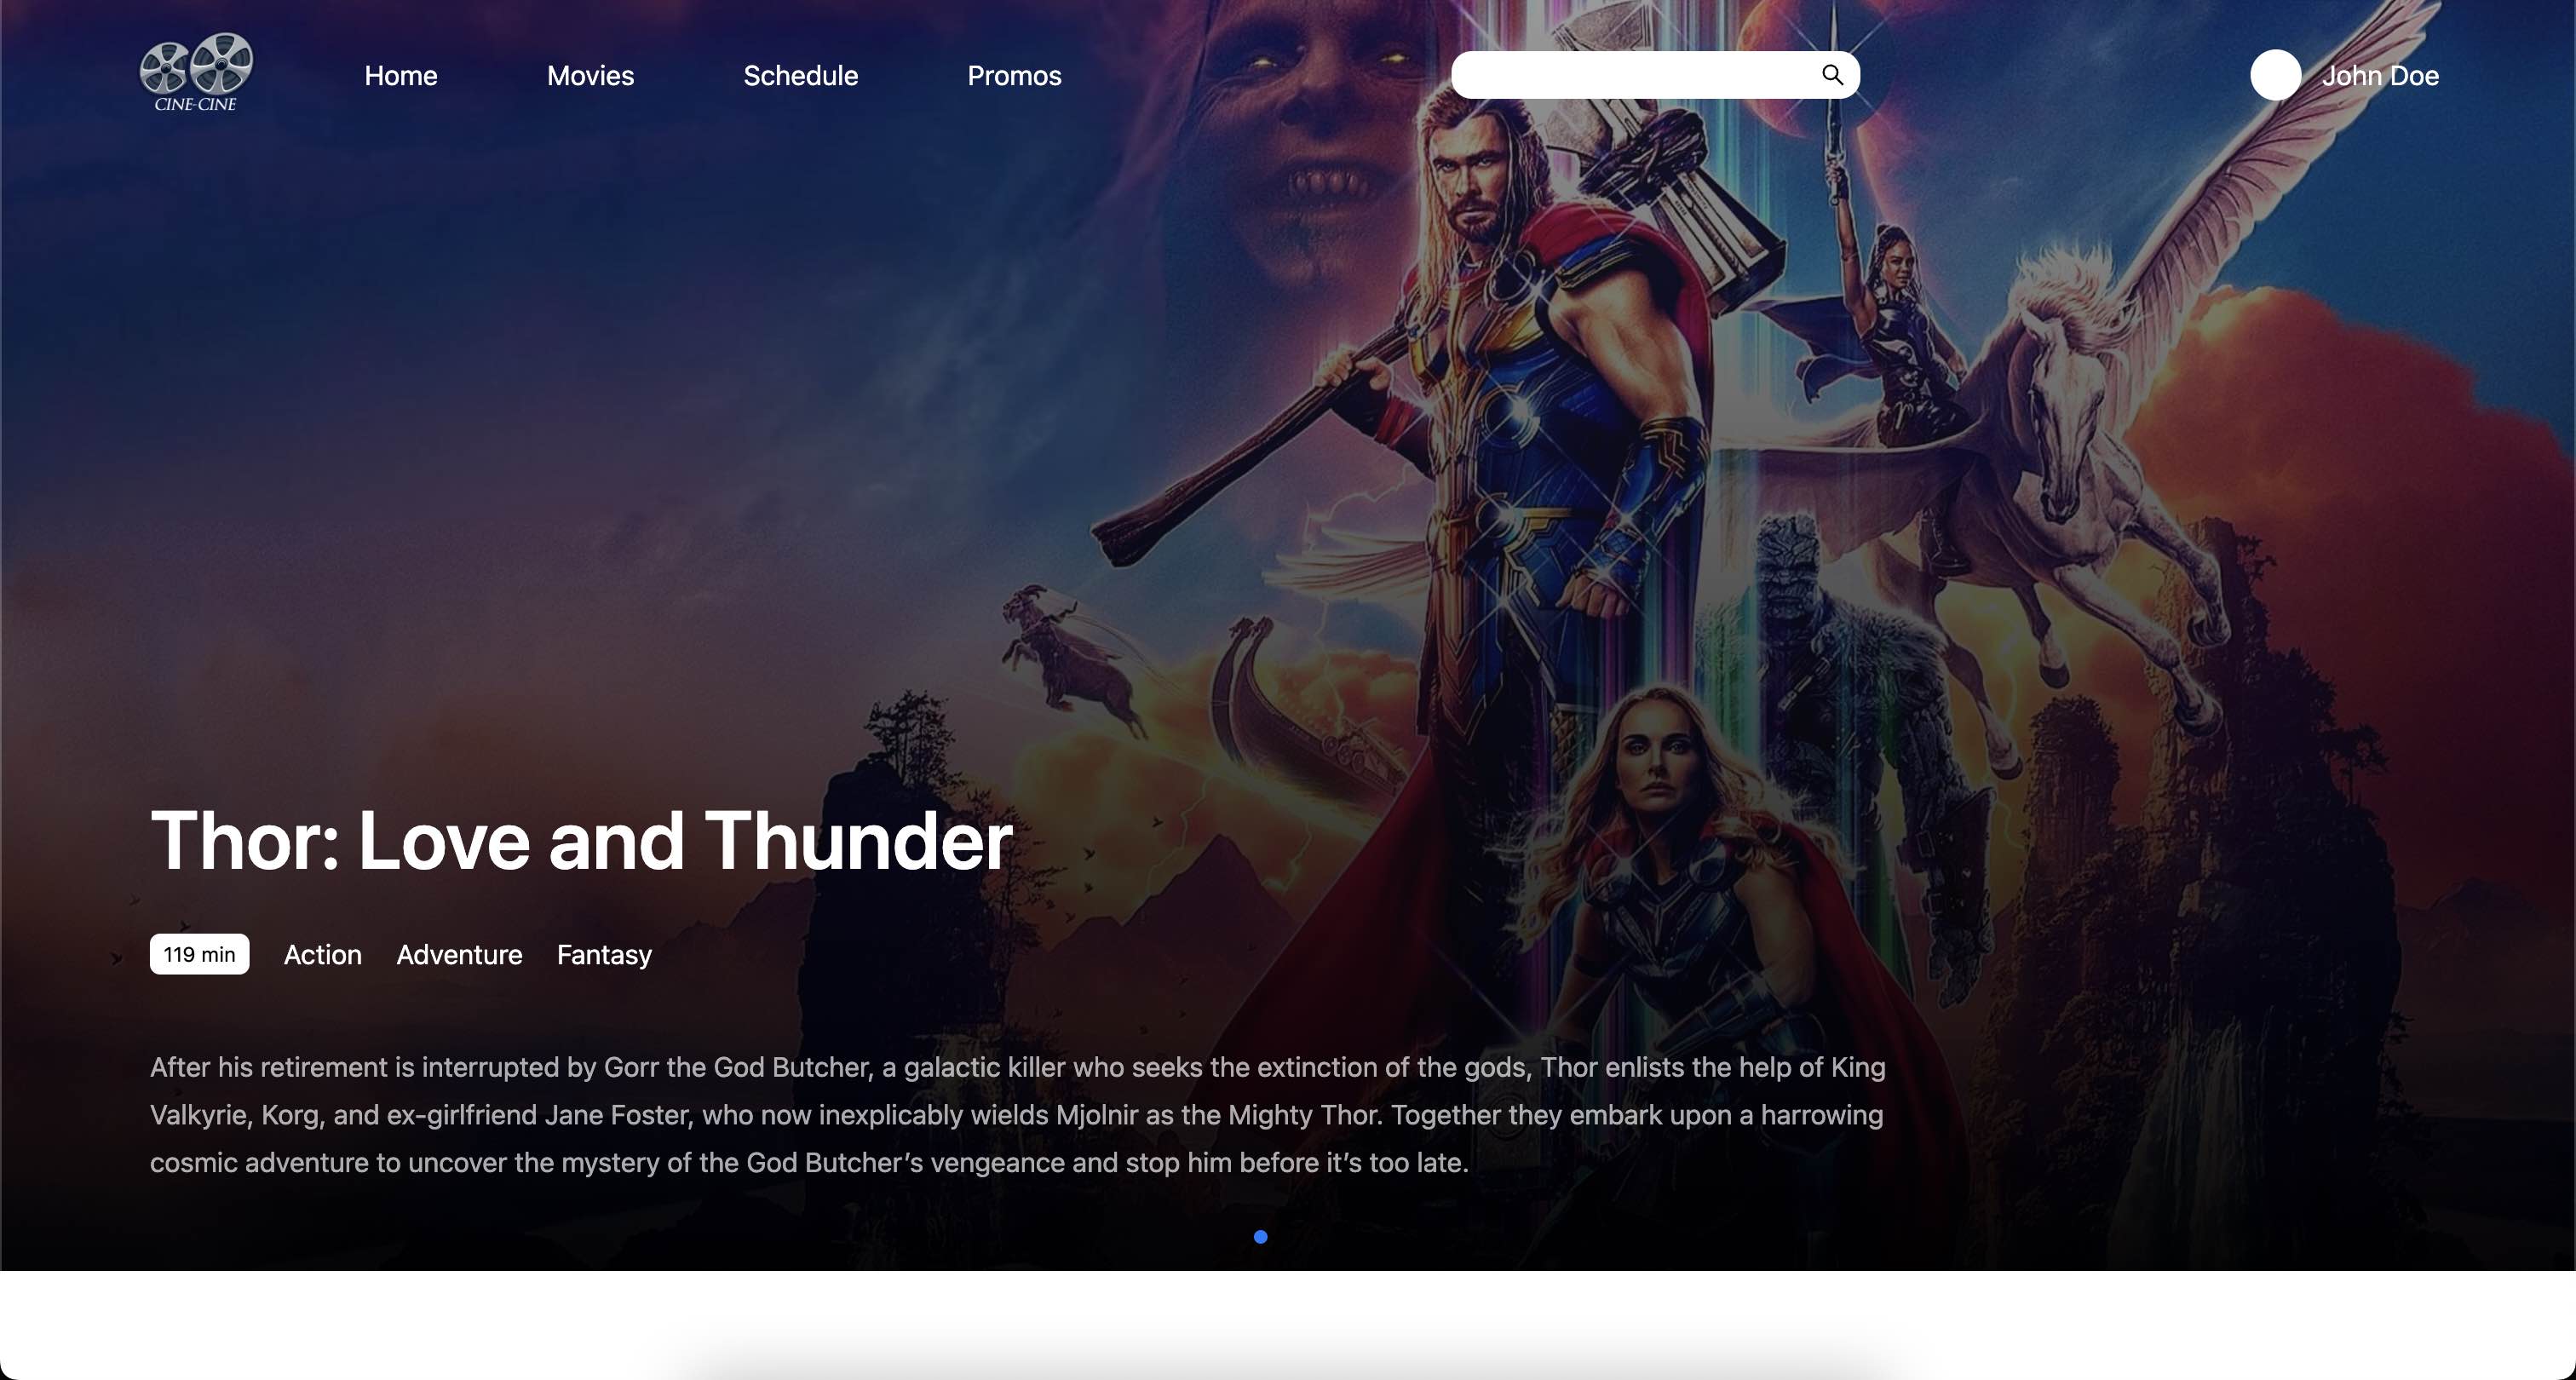 CINE-CINE
Home Movies Schedule Promos
John Doe
Thor: Love and Thunder
119 min Action Adventure Fantasy
After his retirement is interrupted by Gorr the God Butcher, a galactic killer who seeks the extinction of the gods, Thor enlists the help of King
Valkyrie, Korg, and ex-girlfriend Jane Foster, who now inexplicably wields Mjolnir as the Mighty Thor. Together they embark upon a harrowing
cosmic adventure to uncover the mystery of the God Butcher’s vengeance and stop him before it’s too late.